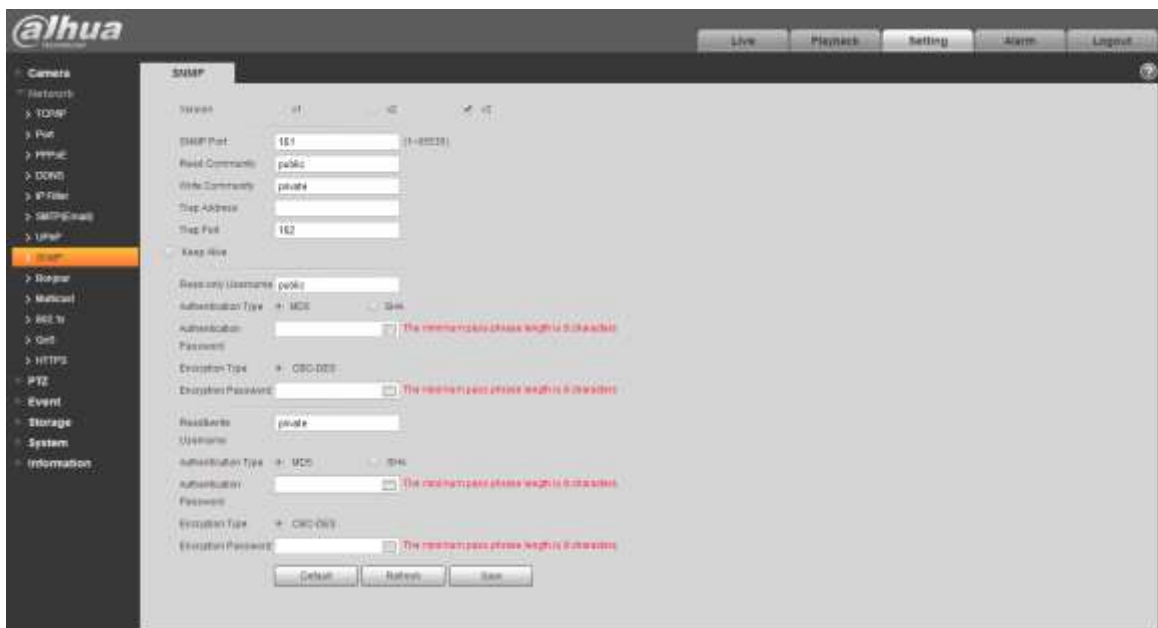 alhua
TECHNOLOGY
Live
Playback
Setting
Alarm
Logout
Camera
Network
TCP/IP
Port
PPPoE
DDNS
IP Filter
SMTP(Email)
UPnP
SNMP
Bonjour
Multicast
802.1x
QoS
HTTPS
PTZ
Event
Storage
System
Information
SNMP
Version v1 v2 v3
SNMP Port 161 (1~65535)
Read Community public
Write Community private
Trap Address
Trap Port 162
Keep Alive
Read-only Username public
Authentication Type MD5 SHA
Authentication The minimum pass phrase length is 8 characters
Password
Encryption Type CBC-DES
Encryption Password The minimum pass phrase length is 8 characters
Read&write private
Username
Authentication Type MD5 SHA
Authentication The minimum pass phrase length is 8 characters
Password
Encryption Type CBC-DES
Encryption Password The minimum pass phrase length is 8 characters
Default Refresh Save